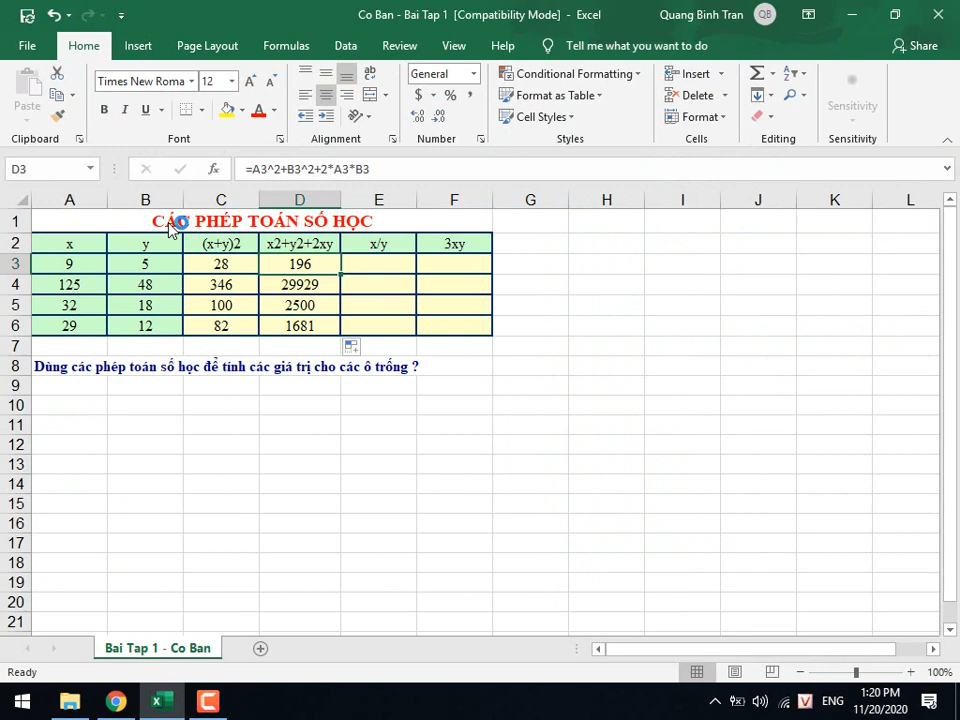 Co Ban - Bai Tap 1 [Compatibility Mode] - Excel
Quang Binh Tran
QB
File Home Insert Page Layout Formulas Data Review View Help Tell me what you want to do Share
Paste
Times New Roma 12
General
Conditional Formatting
Format as Table
Cell Styles
Insert
Delete
Format
Sensitivity
Clipboard Font Alignment Number Styles Cells Editing Sensitivity
D3 fx =A3^2+B3^2+2*A3*B3
A B C D E F G H I J K L
1 CÁC PHÉP TOÁN SỐ HỌC
2 x y (x+y)2 x2+y2+2xy x/y 3xy
3 9 5 28 196
4 125 48 346 29929
5 32 18 100 2500
6 29 12 82 1681
7
8 Dùng các phép toán số học để tính các giá trị cho các ô trống ?
9
10
11
12
13
14
15
16
17
18
19
20
21
Bai Tap 1 - Co Ban
Ready
100%
ENG
1:20 PM
11/20/2020